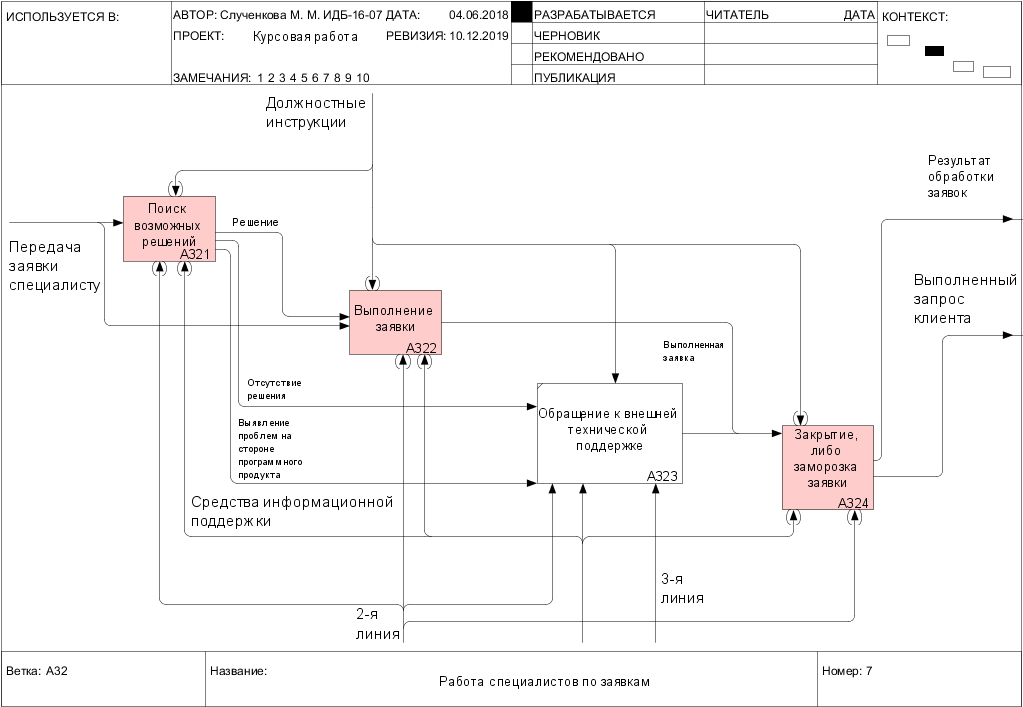 ИСПОЛЬЗУЕТСЯ В:
АВТОР: Слученкова М. М. ИДБ-16-07 ДАТА: 04.06.2018
ПРОЕКТ: Курсовая работа РЕВИЗИЯ: 10.12.2019
ЗАМЕЧАНИЯ: 1 2 3 4 5 6 7 8 9 10
РАЗРАБАТЫВАЕТСЯ
ЧЕРНОВИК
РЕКОМЕНДОВАНО
ПУБЛИКАЦИЯ
ЧИТАТЕЛЬ ДАТА
КОНТЕКСТ:
Должностные
инструкции
Результат
обработки
заявок
Поиск
возможных
решений
A321
Решение
Передача
заявки
специалисту
Выполненный
запрос
клиента
Выполнение
заявки
A322
Выполненная
заявка
Отсутствие
решения
Обращение к внешней
технической
поддержке
A323
Выявление
проблем на
стороне
программного
продукта
Закрытие,
либо
заморозка
заявки
A324
Средства информационной
поддержки
3-я
линия
2-я
линия
Ветка: A32
Название:
Работа специалистов по заявкам
Номер: 7